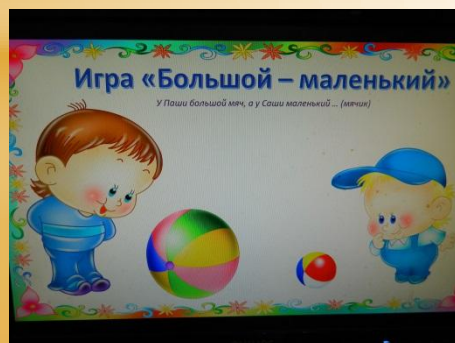 Игра «Большой – маленький»
У Паши большой мяч, а у Саши маленький ... (мячик)